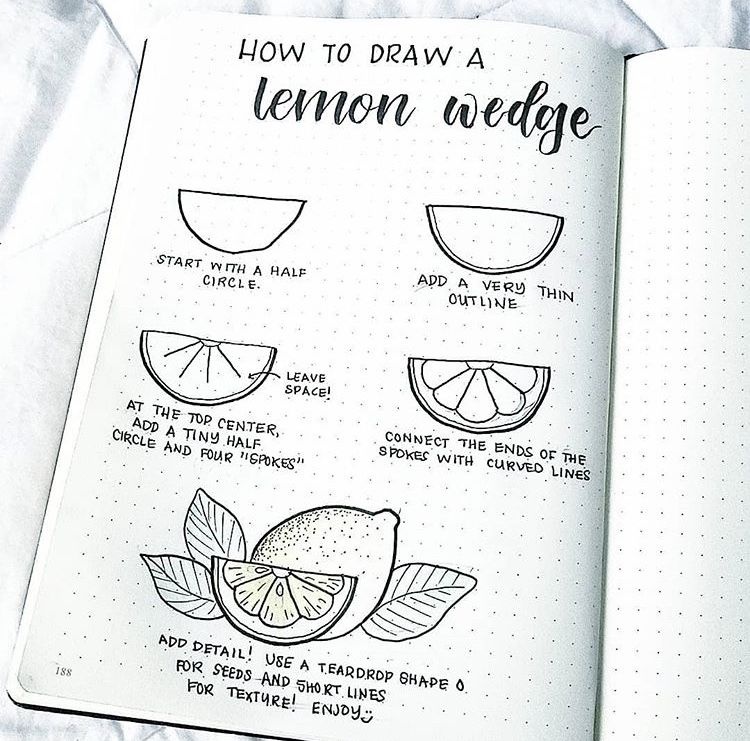 HOW TO DRAW A
lemon wedge
START WITH A HALF
CIRCLE.
ADD A VERY THIN
OUTLINE
LEAVE
SPACE!
AT THE TOP CENTER,
ADD A TINY HALF
CIRCLE AND FOUR "SPOKES"
CONNECT THE ENDS OF THE
SPOKES WITH CURVED LINES
ADD DETAIL! USE A TEARDROP SHAPE
FOR SEEDS AND SHORT LINES
FOR TEXTURE! ENJOY
188